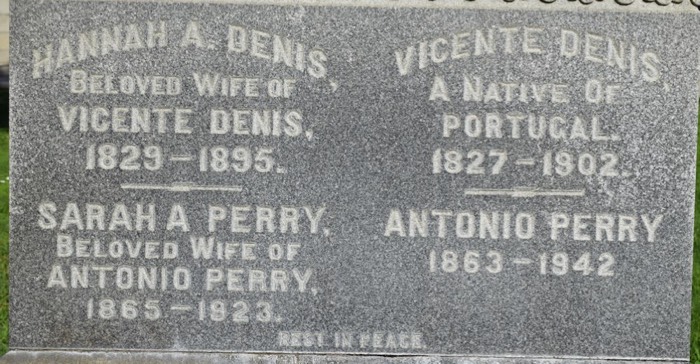 HANNAH A. DENIS,
BELOVED WIFE OF
VICENTE DENIS,
1829-1895.
SARAH A PERRY,
BELOVED WIFE OF
ANTONIO PERRY,
1865-1923.
VICENTE DENIS,
A NATIVE OF
PORTUGAL.
1827-1902.
ANTONIO PERRY
1863-1942
REST IN PEACE